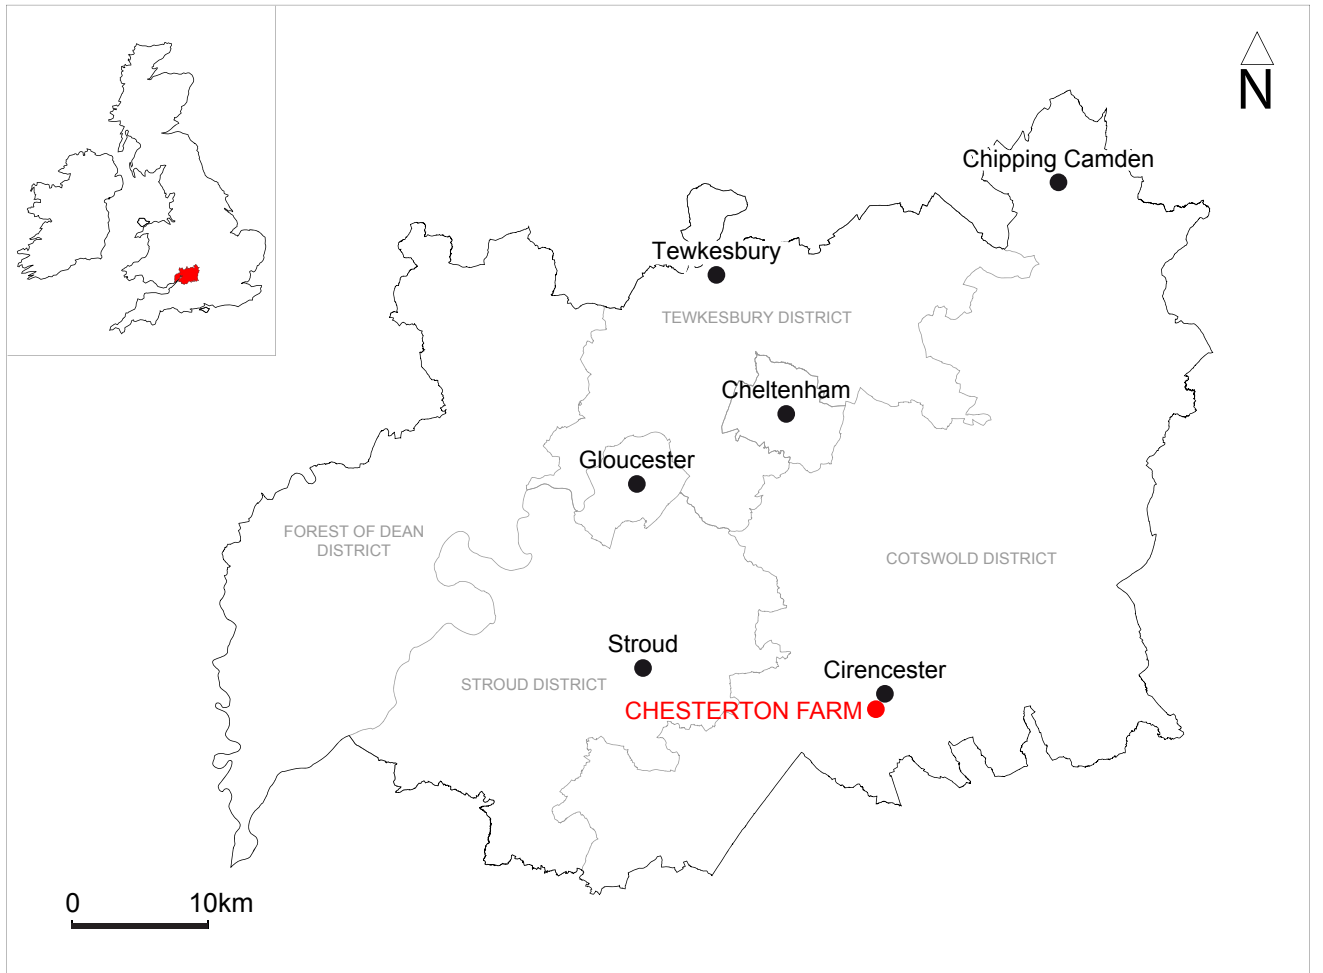 N
Chipping Camden
Tewkesbury
TEWKESBURY DISTRICT
Cheltenham
Gloucester
FOREST OF DEAN
DISTRICT
COTSWOLD DISTRICT
Stroud
Cirencester
STROUD DISTRICT
CHESTERTON FARM
0 10km